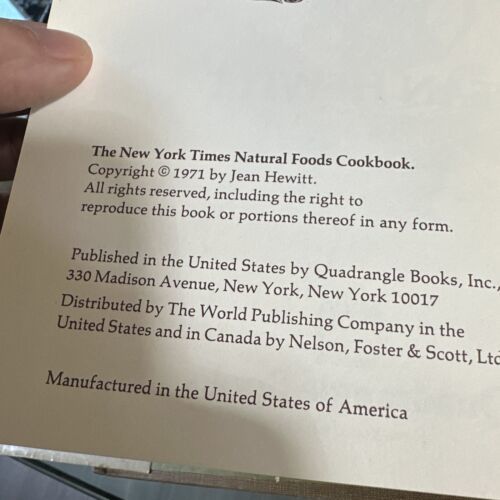 The New York Times Natural Foods Cookbook.
Copyright © 1971 by Jean Hewitt.
All rights reserved, including the right to
reproduce this book or portions thereof in any form.
Published in the United States by Quadrangle Books, Inc.,
330 Madison Avenue, New York, New York 10017
Distributed by The World Publishing Company in the
United States and in Canada by Nelson, Foster & Scott, Ltd
Manufactured in the United States of America